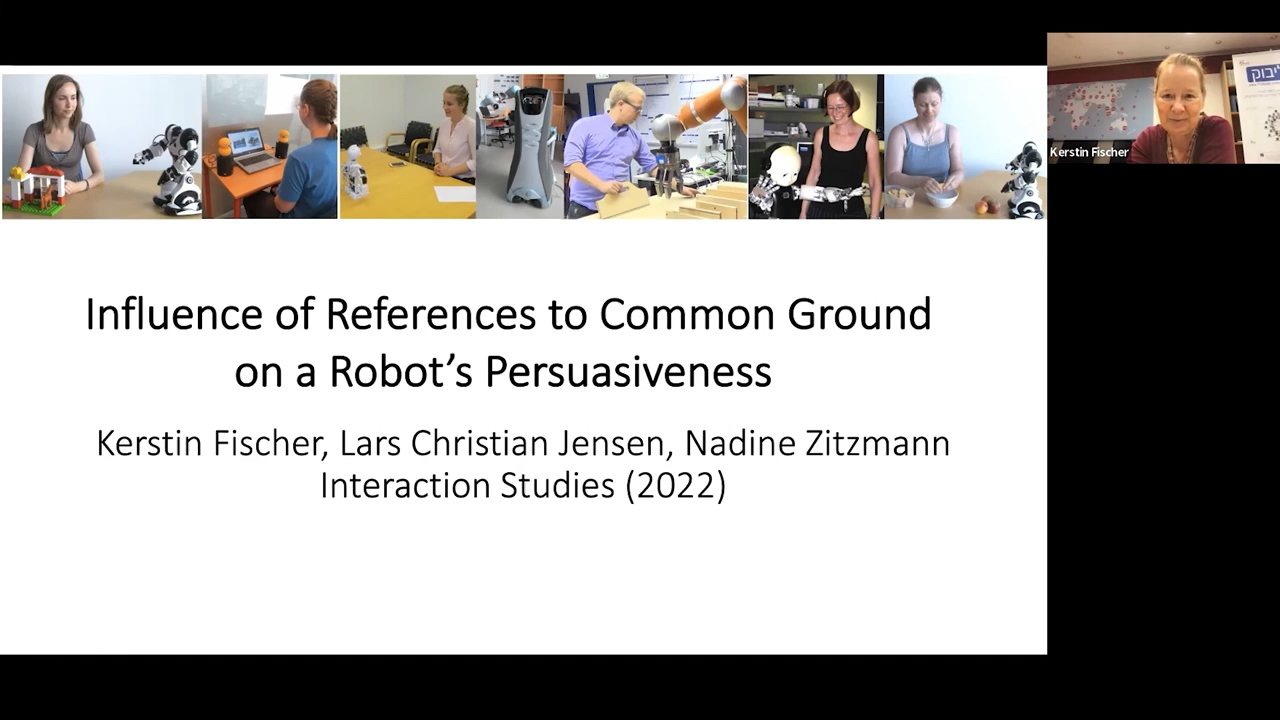 Influence of References to Common Ground
on a Robot's Persuasiveness
Kerstin Fischer, Lars Christian Jensen, Nadine Zitzmann
Interaction Studies (2022)
Kerstin Fischer